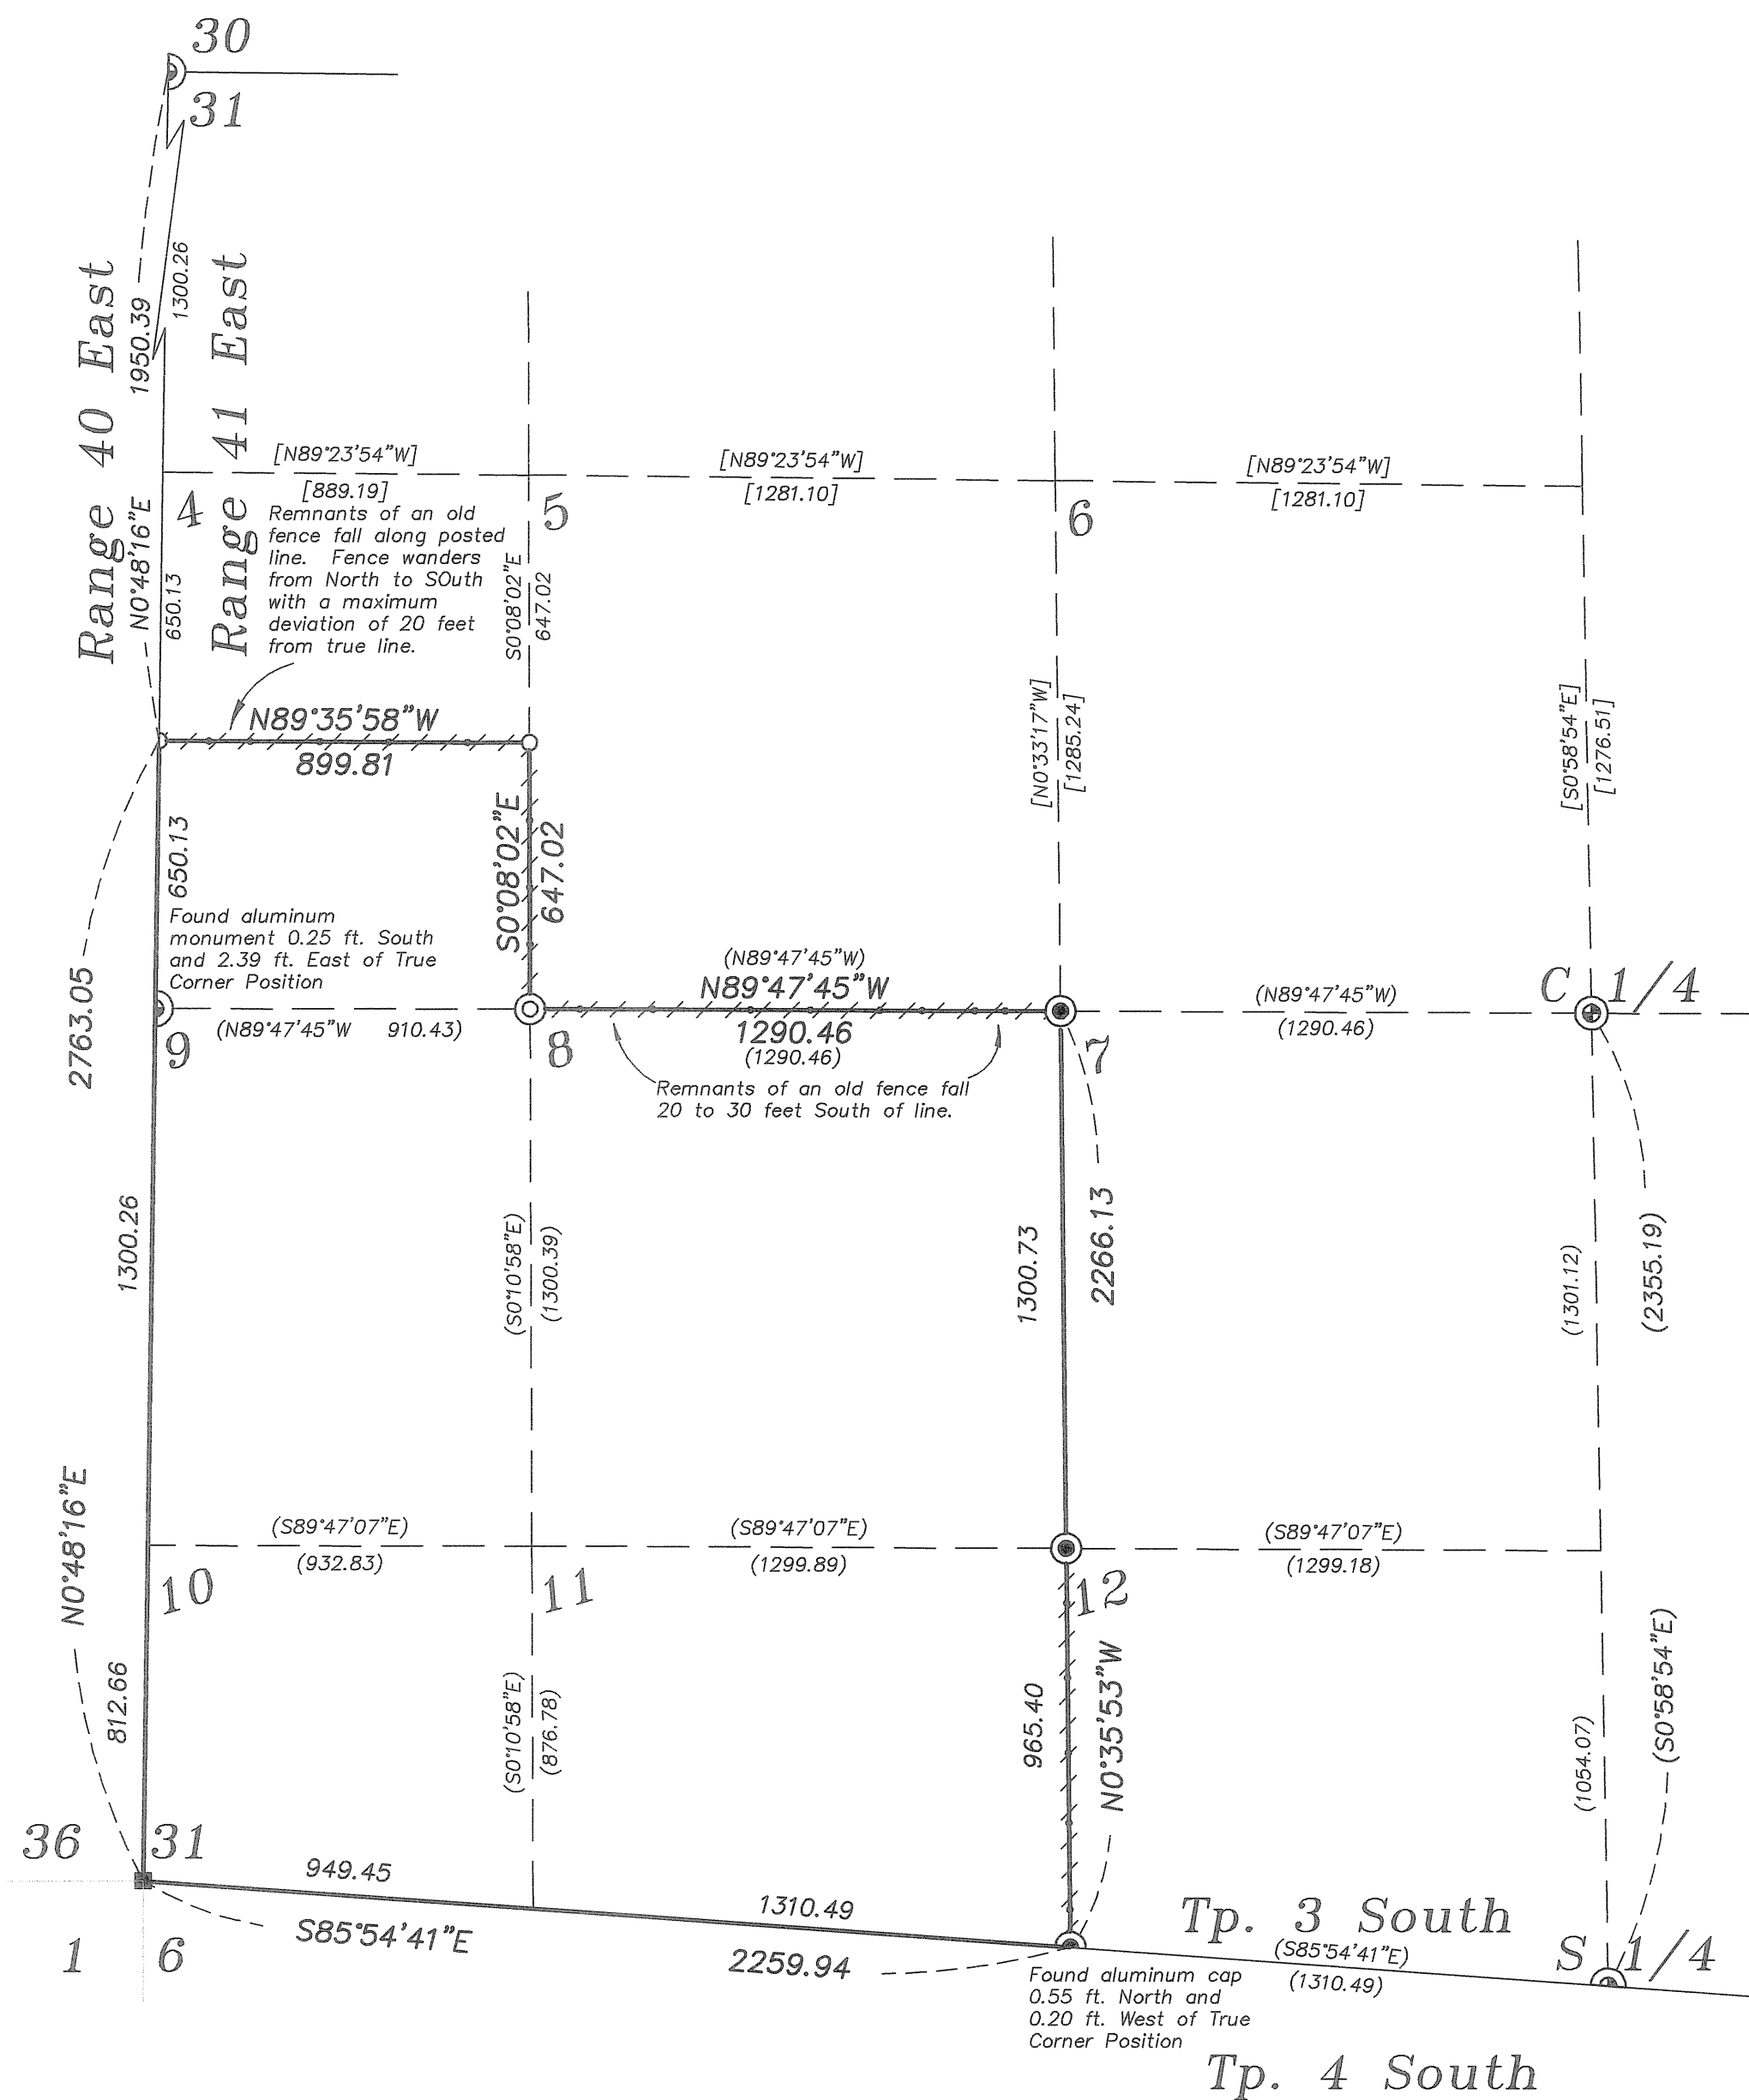 30
31
Range 40 East
Range 41 East
1950.39
1300.26
N0°48'16"E
650.13
[N89°23'54"W]
[889.19]
[N89°23'54"W]
[1281.10]
[N89°23'54"W]
[1281.10]
4
5
6
Remnants of an old
fence fall along posted
line. Fence wanders
from North to SOuth
with a maximum
deviation of 20 feet
from true line.
S0°08'02"E
647.02
[N0°33'17"W]
[1285.24]
[S0°58'54"E]
[1276.51]
N89°35'58"W
899.81
650.13
S0°08'02"E
647.02
2763.05
Found aluminum
monument 0.25 ft. South
and 2.39 ft. East of True
Corner Position
(N89°47'45"W 910.43)
(N89°47'45"W)
N89°47'45"W
1290.46
(1290.46)
(N89°47'45"W)
(1290.46)
C 1/4
9
8
7
Remnants of an old fence fall
20 to 30 feet South of line.
1300.26
(S0°10'58"E)
(1300.39)
1300.73
2266.13
(1301.12)
(2355.19)
(S89°47'07"E)
(932.83)
(S89°47'07"E)
(1299.89)
(S89°47'07"E)
(1299.18)
10
11
12
N0°48'16"E
812.66
(S0°10'58"E)
(876.78)
965.40
N0°35'53"W
(1054.07)
(S0°58'54"E)
36
31
1
6
949.45
S85°54'41"E
1310.49
2259.94
Tp. 3 South
(S85°54'41"E)
(1310.49)
S 1/4
Found aluminum cap
0.55 ft. North and
0.20 ft. West of True
Corner Position
Tp. 4 South